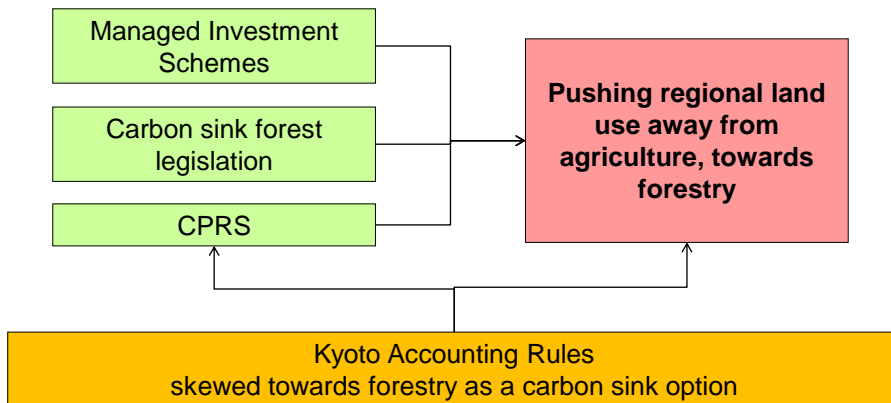 Managed Investment
Schemes
Carbon sink forest
legislation
CPRS
Pushing regional land
use away from
agriculture, towards
forestry
Kyoto Accounting Rules
skewed towards forestry as a carbon sink option